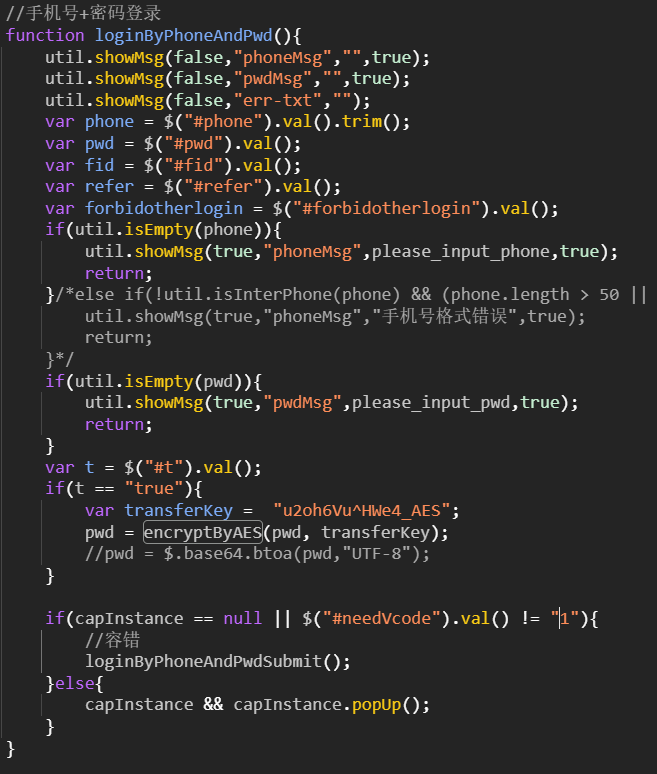 //手机号+密码登录
function loginByPhoneAndPwd(){
util.showMsg(false,"phoneMsg","",true);
util.showMsg(false,"pwdMsg","",true);
util.showMsg(false,"err-txt","");
var phone = $("#phone").val().trim();
var pwd = $("#pwd").val();
var fid = $("#fid").val();
var refer = $("#refer").val();
var forbidotherlogin = $("#forbidotherlogin").val();
if(util.isEmpty(phone)){
util.showMsg(true,"phoneMsg",please_input_phone,true);
return;
}/*else if(!util.isInterPhone(phone) && (phone.length > 50 ||
util.showMsg(true,"phoneMsg","手机号格式错误",true);
return;
}*/
if(util.isEmpty(pwd)){
util.showMsg(true,"pwdMsg",please_input_pwd,true);
return;
}
var t = $("#t").val();
if(t == "true"){
var transferKey =  "u2oh6Vu^HWe4_AES";
pwd = encryptByAES(pwd, transferKey);
//pwd = $.base64.btoa(pwd,"UTF-8");
}
if(capInstance == null || $("#needVcode").val() != "1"){
//容错
loginByPhoneAndPwdSubmit();
}else{
capInstance && capInstance.popUp();
}
}